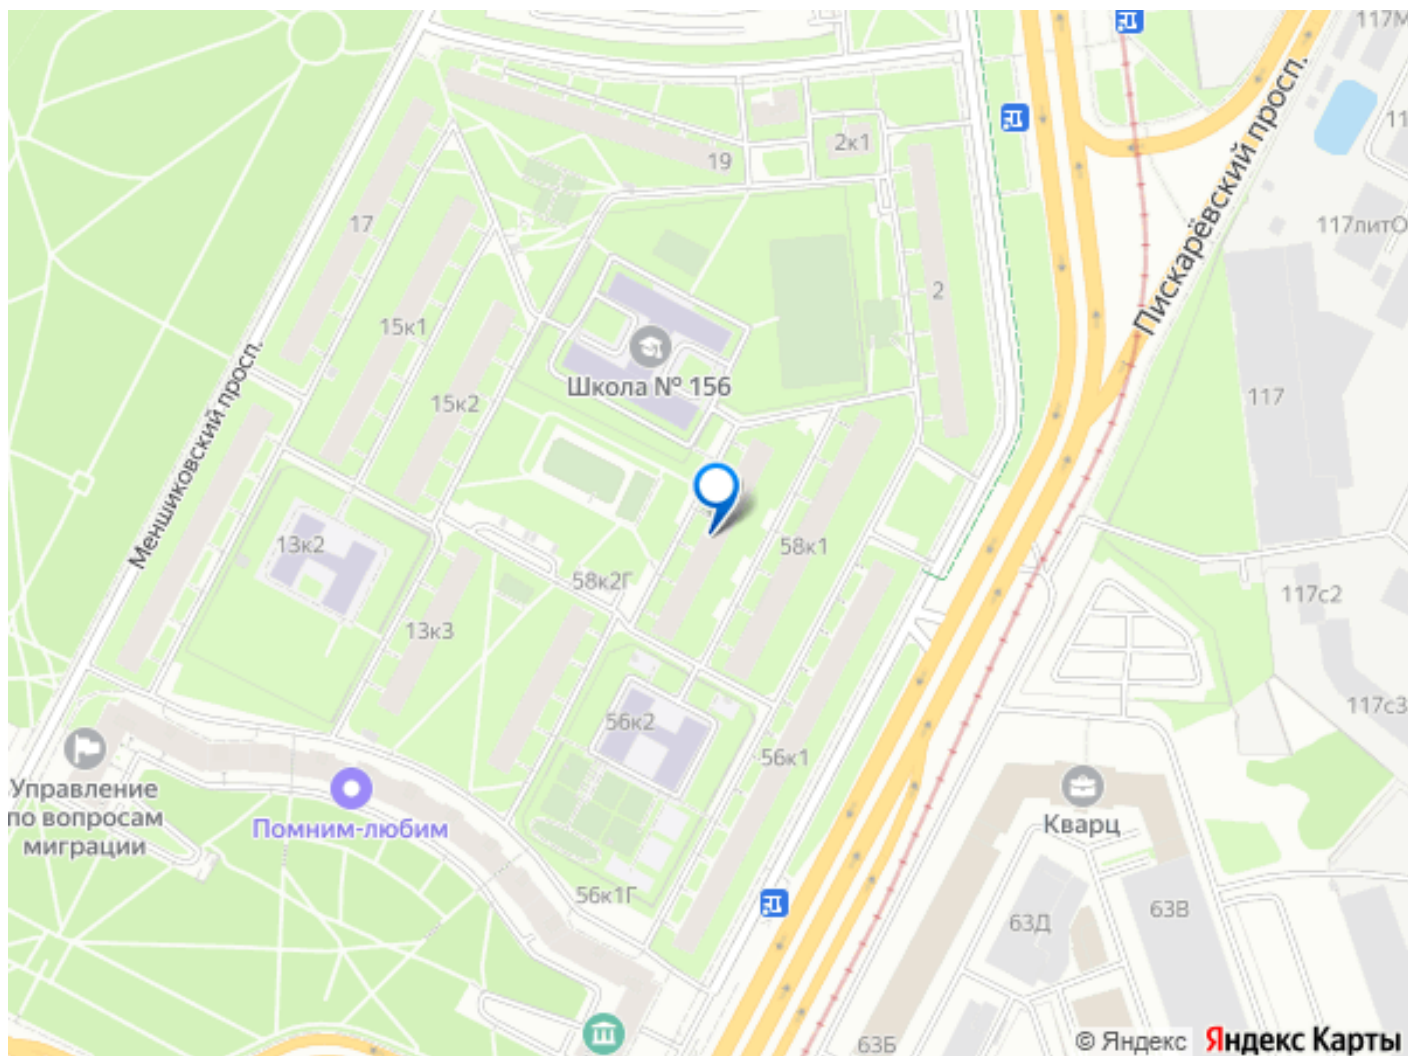 117М
2к1
19
11
17
117литО
Пискарёвский просп.
2
15к1
Школа № 156
15к2
117
Меншиковский просп.
13к2
58к1
58к2Г
117с2
13к3
117с3
56к2
56к1
Управление
по вопросам
миграции
Помним-любим
Кварц
56к1Г
63Д
63В
63Б
© Яндекс Яндекс Карты